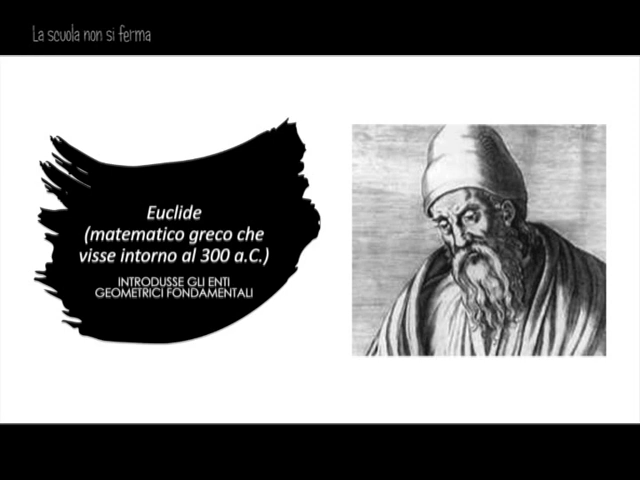 La scuola non si ferma
Euclide
(matematico greco che
visse intorno al 300 a.C.)
INTRODUSSE GLI ENTI
GEOMETRICI FONDAMENTALI